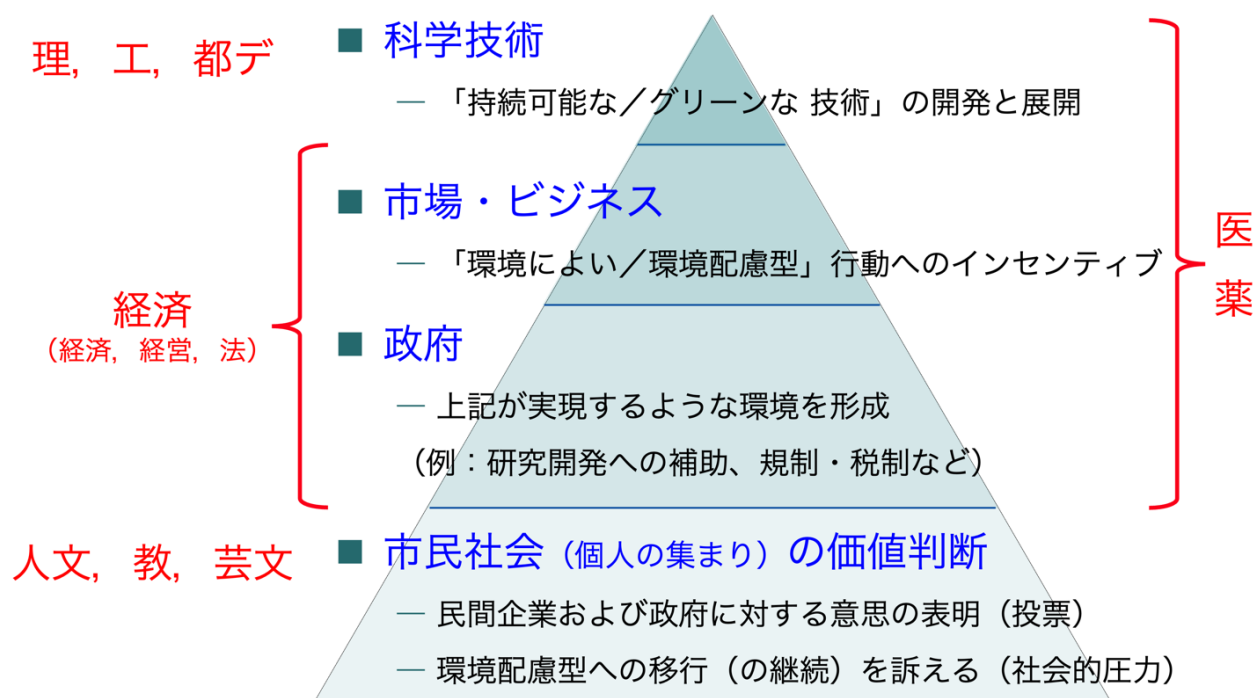 理, 工, 都デ
■ 科学技術
— 「持続可能な／グリーンな 技術」の開発と展開
■ 市場・ビジネス
— 「環境によい／環境配慮型」行動へのインセンティブ
医
薬
経済
（経済, 経営, 法）
■ 政府
— 上記が実現するような環境を形成
（例：研究開発への補助、規制・税制など）
人文, 教, 芸文
■ 市民社会（個人の集まり）の価値判断
— 民間企業および政府に対する意思の表明（投票）
— 環境配慮型への移行（の継続）を訴える（社会的圧力）